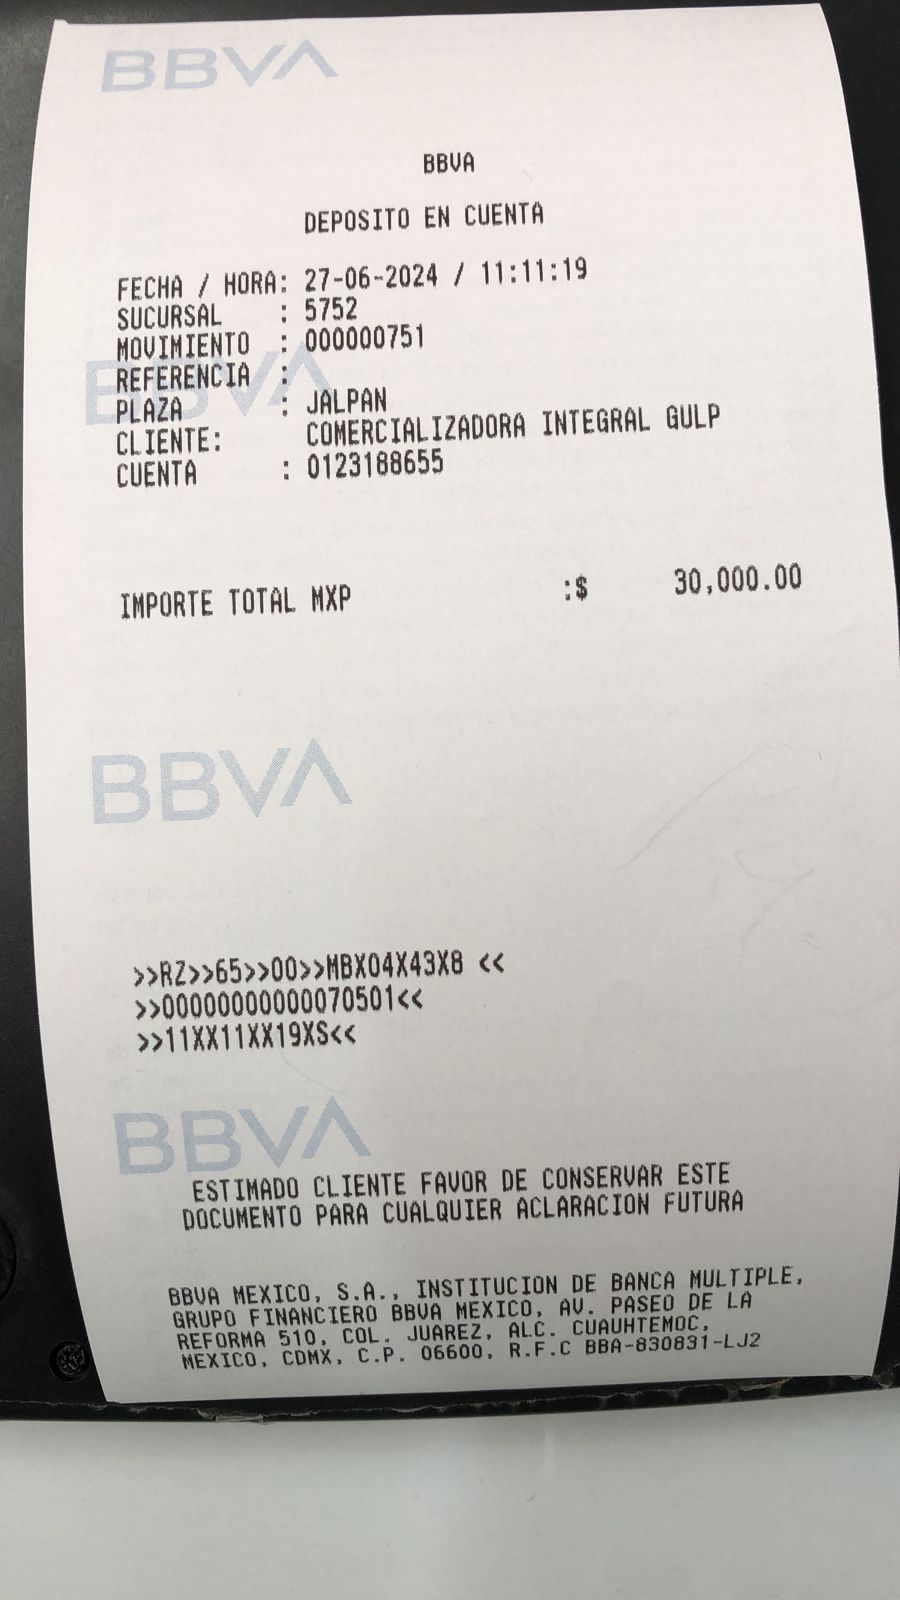 BBVA
BBVA
DEPOSITO EN CUENTA
FECHA / HORA: 27-06-2024 / 11:11:19
SUCURSAL : 5752
MOVIMIENTO : 000000751
BBVA
REFERENCIA :
PLAZA : JALPAN
CLIENTE: COMERCIALIZADORA INTEGRAL GULP
CUENTA : 0123188655
IMPORTE TOTAL MXP :$ 30,000.00
BBVA
>>RZ>>65>>00>>MBX04X43X8 <<
>>00000000000070501<<
>>11XX11XX19XS<<
BBVA
ESTIMADO CLIENTE FAVOR DE CONSERVAR ESTE
DOCUMENTO PARA CUALQUIER ACLARACION FUTURA
BBVA MEXICO, S.A., INSTITUCION DE BANCA MULTIPLE,
GRUPO FINANCIERO BBVA MEXICO, AV. PASEO DE LA
REFORMA 510, COL. JUAREZ, ALC. CUAUHTEMOC,
MEXICO, CDMX, C.P. 06600, R.F.C BBA-830831-LJ2